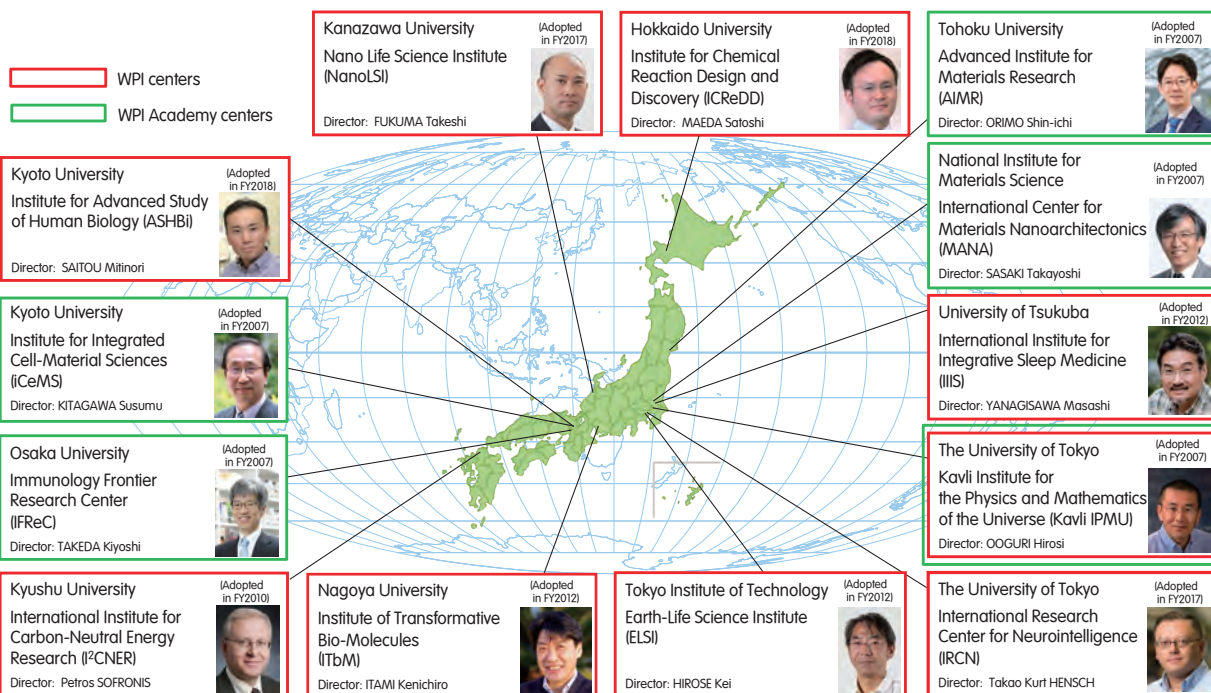 WPI centers
WPI Academy centers
Kanazawa University
(Adopted
in FY2017)
Nano Life Science Institute
(NanoLSI)
Director: FUKUMA Takeshi
Hokkaido University
(Adopted
in FY2018)
Institute for Chemical
Reaction Design and
Discovery (ICReDD)
Director: MAEDA Satoshi
Tohoku University
(Adopted
in FY2007)
Advanced Institute for
Materials Research
(AIMR)
Director: ORIMO Shin-ichi
Kyoto University
(Adopted
in FY2018)
Institute for Advanced Study
of Human Biology (ASHBi)
Director: SAITOU Mitinori
National Institute for
Materials Science
(Adopted
in FY2007)
International Center for
Materials Nanoarchitectonics
(MANA)
Director: SASAKI Takayoshi
Kyoto University
(Adopted
in FY2007)
Institute for Integrated
Cell-Material Sciences
(iCeMS)
Director: KITAGAWA Susumu
University of Tsukuba
(Adopted
in FY2012)
International Institute for
Integrative Sleep Medicine
(IIIS)
Director: YANAGISAWA Masashi
Osaka University
(Adopted
in FY2007)
Immunology Frontier
Research Center
(IFReC)
Director: TAKEDA Kiyoshi
The University of Tokyo
(Adopted
in FY2007)
Kavli Institute for
the Physics and Mathematics
of the Universe (Kavli IPMU)
Director: OOGURI Hirosi
Kyushu University
(Adopted
in FY2010)
International Institute for
Carbon-Neutral Energy
Research (I²CNER)
Director: Petros SOFRONIS
Nagoya University
(Adopted
in FY2012)
Institute of Transformative
Bio-Molecules
(ITbM)
Director: ITAMI Kenichiro
Tokyo Institute of Technology
(Adopted
in FY2012)
Earth-Life Science Institute
(ELSI)
Director: HIROSE Kei
The University of Tokyo
(Adopted
in FY2017)
International Research
Center for Neurointelligence
(IRCN)
Director: Takao Kurt HENSCH